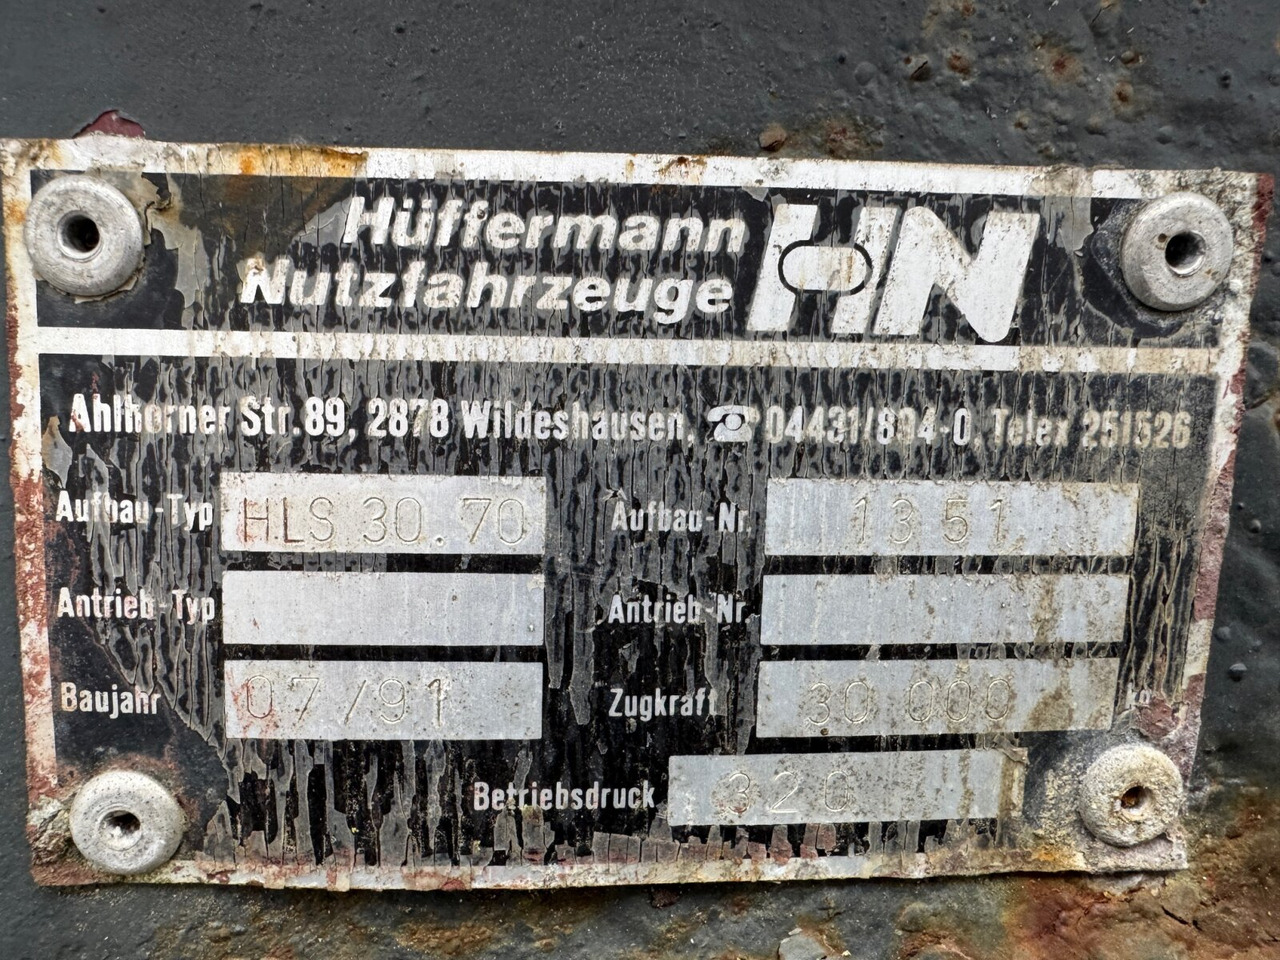 Hüffermann
Nutzfahrzeuge HN
Ahlhorner Str. 89, 2878 Wildeshausen, ☎ 04431/894-0, Telex 251526
Aufbau-Typ HLS 30.70 Aufbau-Nr. 1351
Antrieb-Typ Antrieb-Nr.
Baujahr 07/91 Zugkraft 30 000 kg
Betriebsdruck 320